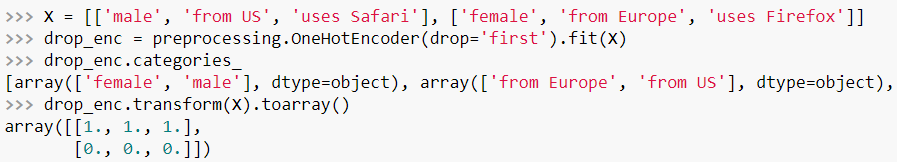 >>> X = [['male', 'from US', 'uses Safari'], ['female', 'from Europe', 'uses Firefox']]
>>> drop_enc = preprocessing.OneHotEncoder(drop='first').fit(X)
>>> drop_enc.categories_
[array(['female', 'male'], dtype=object), array(['from Europe', 'from US'], dtype=object),
>>> drop_enc.transform(X).toarray()
array([[1., 1., 1.],
       [0., 0., 0.]])